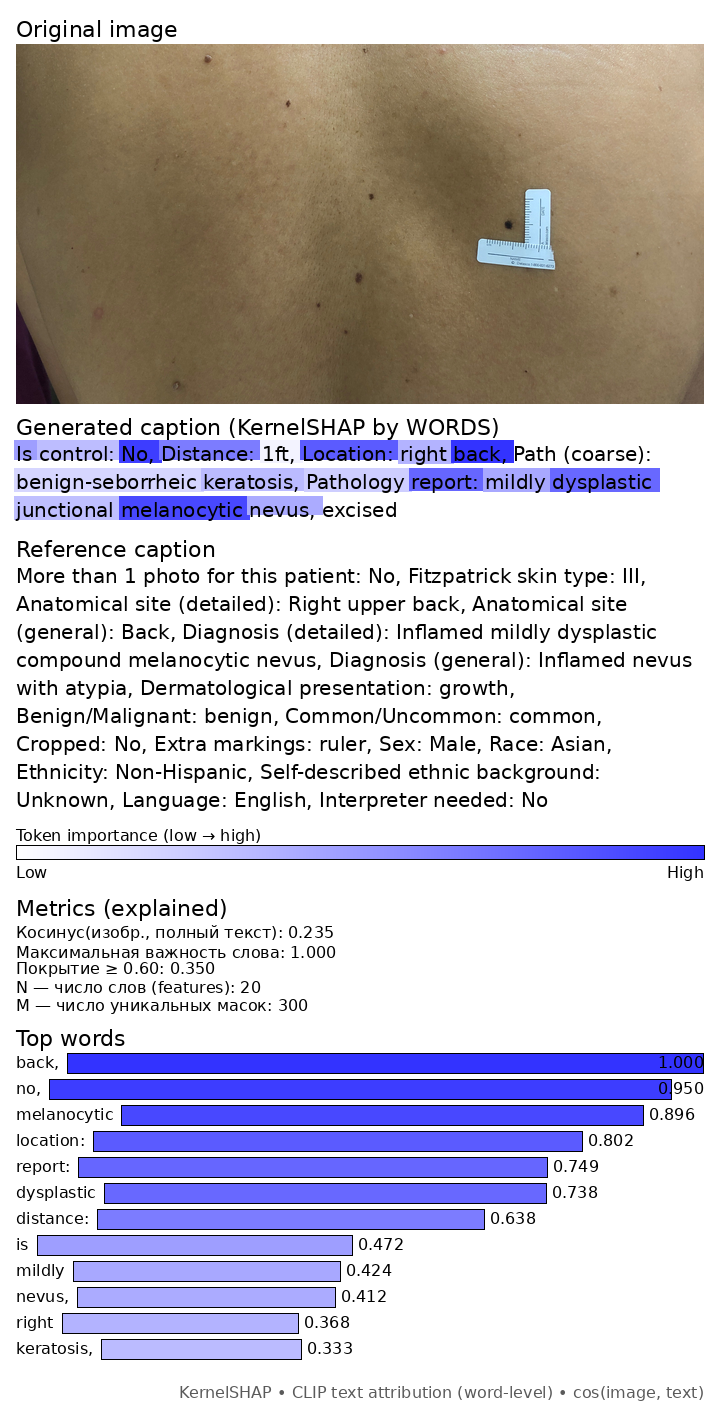 Original image
Generated caption (KernelSHAP by WORDS)
Is control: No, Distance: 1ft, Location: right back, Path (coarse):
benign-seborrheic keratosis, Pathology report: mildly dysplastic
junctional melanocytic nevus, excised
Reference caption
More than 1 photo for this patient: No, Fitzpatrick skin type: III,
Anatomical site (detailed): Right upper back, Anatomical site
(general): Back, Diagnosis (detailed): Inflamed mildly dysplastic
compound melanocytic nevus, Diagnosis (general): Inflamed nevus
with atypia, Dermatological presentation: growth,
Benign/Malignant: benign, Common/Uncommon: common,
Cropped: No, Extra markings: ruler, Sex: Male, Race: Asian,
Ethnicity: Non-Hispanic, Self-described ethnic background:
Unknown, Language: English, Interpreter needed: No
Token importance (low → high)
Low High
Metrics (explained)
Косинус(изобр., полный текст): 0.235
Максимальная важность слова: 1.000
Покрытие ≥ 0.60: 0.350
N — число слов (features): 20
M — число уникальных масок: 300
Top words
back, 1.000
no, 0.950
melanocytic 0.896
location: 0.802
report: 0.749
dysplastic 0.738
distance: 0.638
is 0.472
mildly 0.424
nevus, 0.412
right 0.368
keratosis, 0.333
KernelSHAP • CLIP text attribution (word-level) • cos(image, text)